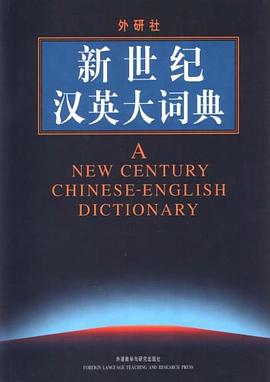 外研社
新世纪
汉英大词典
A
NEW CENTURY
CHINESE-ENGLISH
DICTIONARY
外语教学与研究出版社
FOREIGN LANGUAGE TEACHING AND RESEARCH PRESS